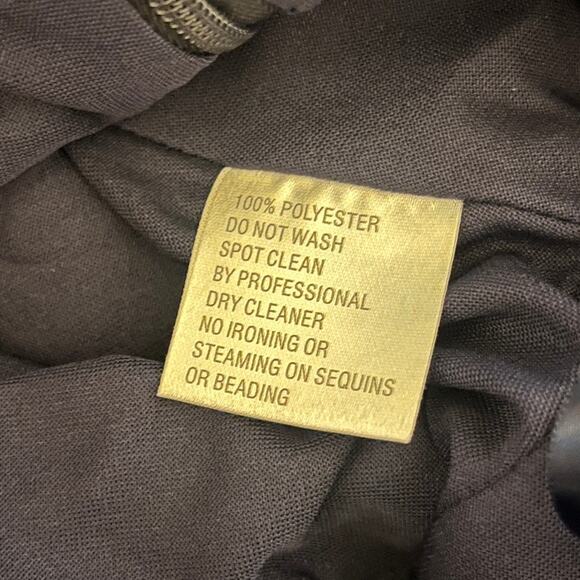 100% POLYESTER
DO NOT WASH
SPOT CLEAN
BY PROFESSIONAL
DRY CLEANER
NO IRONING OR
STEAMING ON SEQUINS
OR BEADING